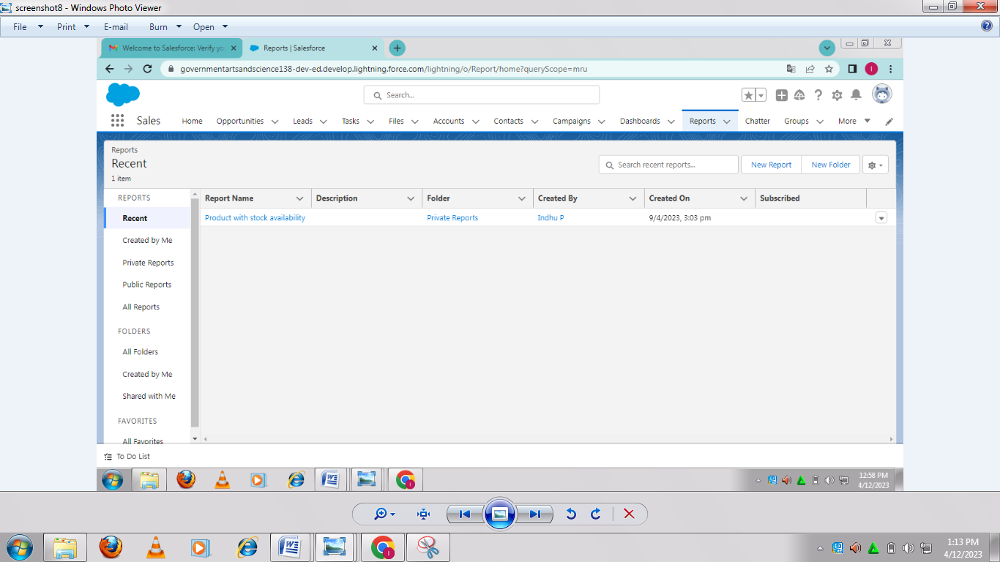 screenshot8 - Windows Photo Viewer
File Print E-mail Burn Open
Welcome to Salesforce: Verify yo Reports | Salesforce
governmentartsandscience138-dev-ed.develop.lightning.force.com/lightning/o/Report/home?queryScope=mru
Search...
Sales Home Opportunities Leads Tasks Files Accounts Contacts Campaigns Dashboards Reports Chatter Groups More
Reports
Recent
1 item
Search recent reports... New Report New Folder
REPORTS
Report Name Description Folder Created By Created On Subscribed
Recent
Product with stock availability Private Reports Indhu P 9/4/2023, 3:03 pm
Created by Me
Private Reports
Public Reports
All Reports
FOLDERS
All Folders
Created by Me
Shared with Me
FAVORITES
All Favorites
To Do List
12:58 PM
4/12/2023
1:13 PM
4/12/2023